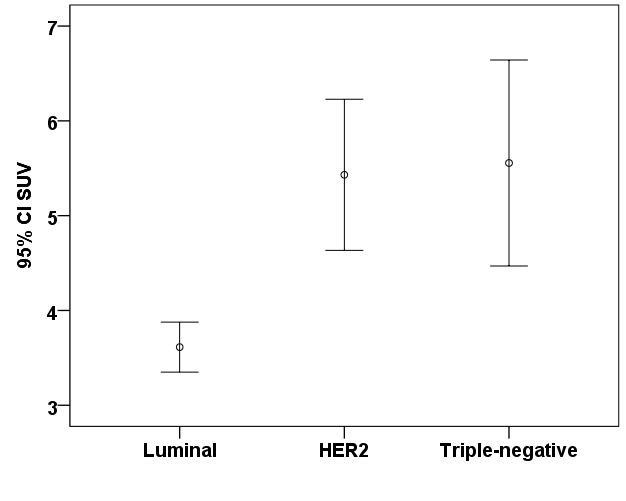 7
6
5
4
3
95% CI SUV
Luminal
HER2
Triple-negative